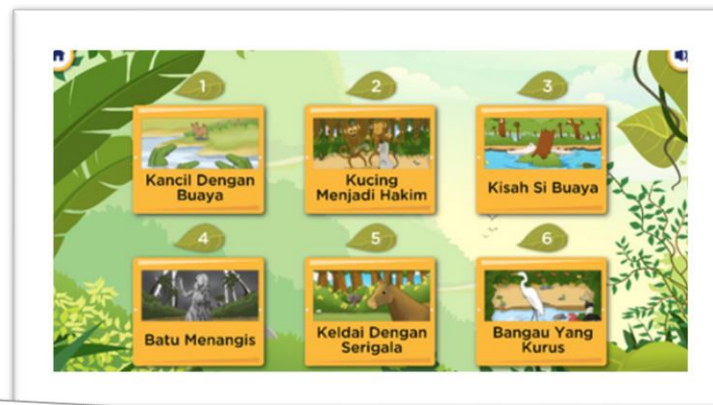 1
2
3
Kancil Dengan
Buaya
Kucing
Menjadi Hakim
Kisah Si Buaya
4
5
6
Batu Menangis
Keldai Dengan
Serigala
Bangau Yang
Kurus